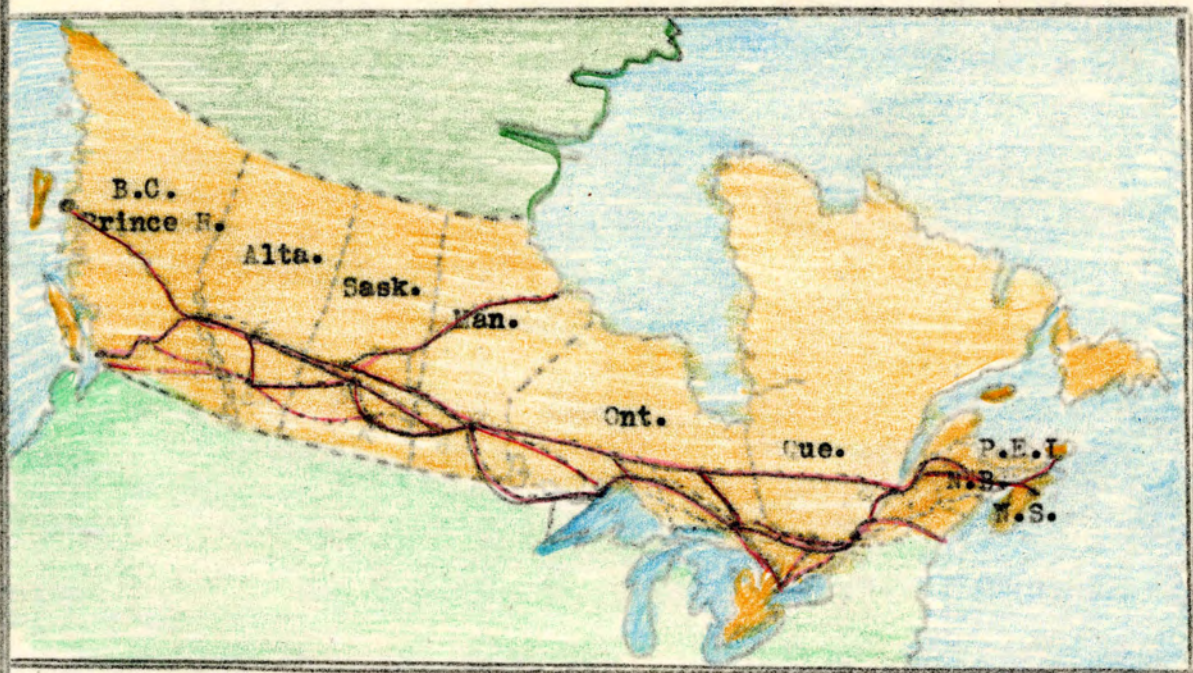 B.C.
Prince R.
Alta.
Sask.
Man.
Ont.
Que.
P.E.I
N.B.
N.S.